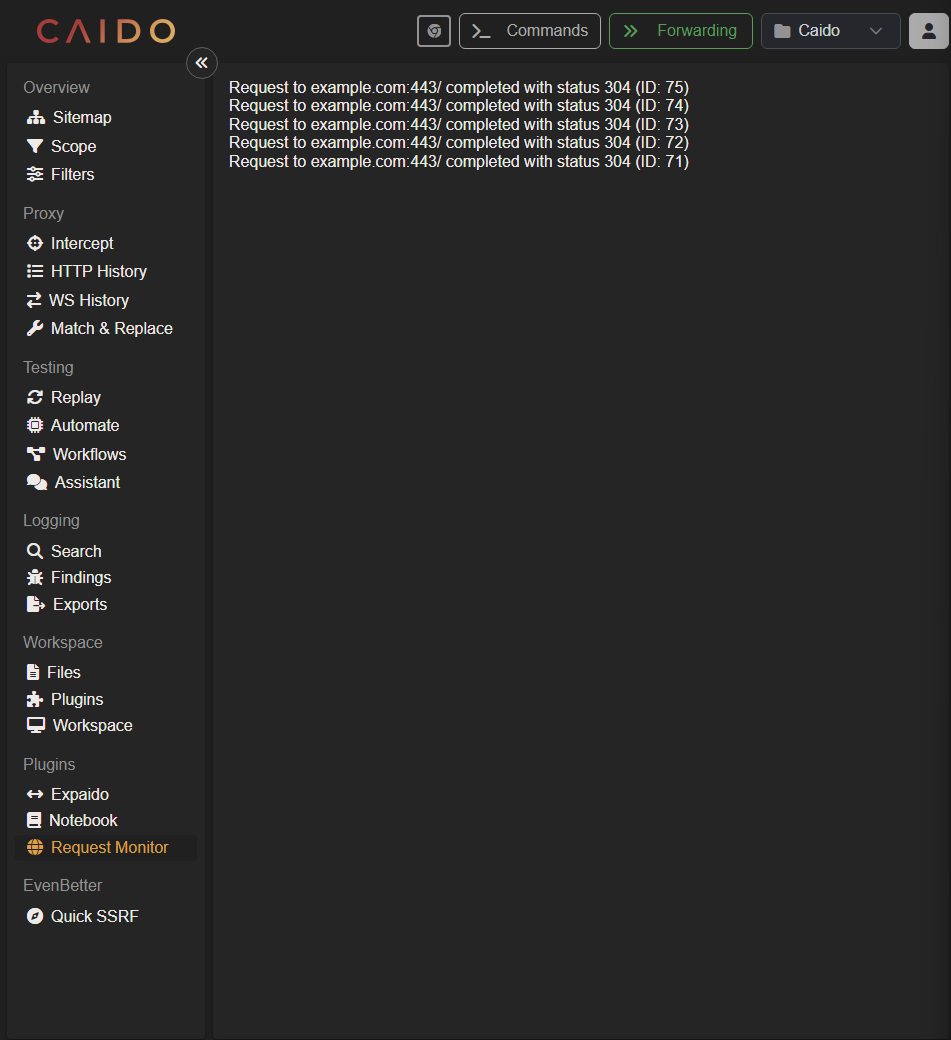 CAIDO
Commands
Forwarding
Caido
Overview
Sitemap
Scope
Filters
Proxy
Intercept
HTTP History
WS History
Match & Replace
Testing
Replay
Automate
Workflows
Assistant
Logging
Search
Findings
Exports
Workspace
Files
Plugins
Workspace
Plugins
Expaido
Notebook
Request Monitor
EvenBetter
Quick SSRF
Request to example.com:443/ completed with status 304 (ID: 75)
Request to example.com:443/ completed with status 304 (ID: 74)
Request to example.com:443/ completed with status 304 (ID: 73)
Request to example.com:443/ completed with status 304 (ID: 72)
Request to example.com:443/ completed with status 304 (ID: 71)